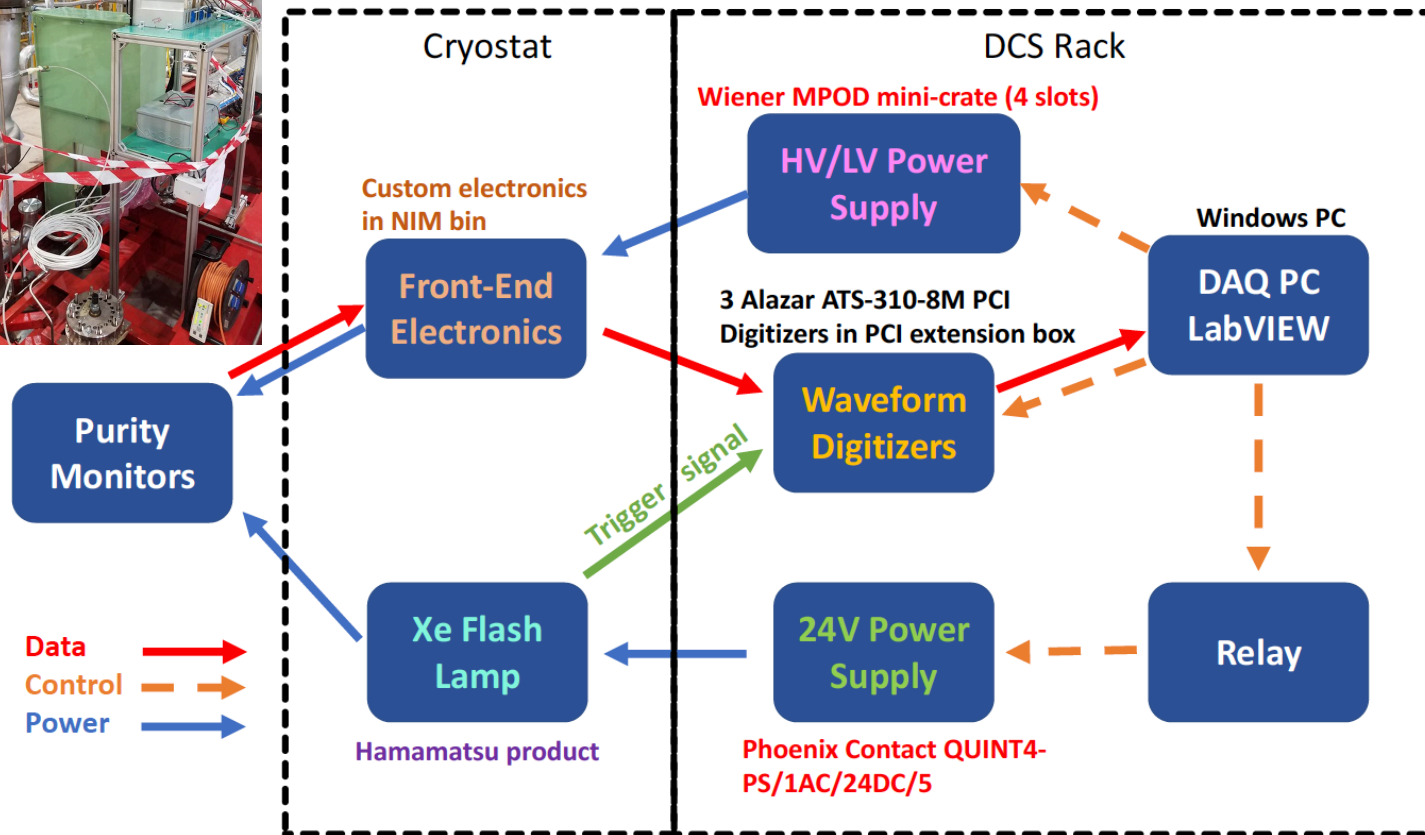 Cryostat
DCS Rack
Wiener MPOD mini-crate (4 slots)
HV/LV Power
Supply
Custom electronics
in NIM bin
Front-End
Electronics
Windows PC
DAQ PC
LabVIEW
3 Alazar ATS-310-8M PCI
Digitizers in PCI extension box
Waveform
Digitizers
Purity
Monitors
Trigger signal
Xe Flash
Lamp
24V Power
Supply
Relay
Data
Control
Power
Hamamatsu product
Phoenix Contact QUINT4-
PS/1AC/24DC/5